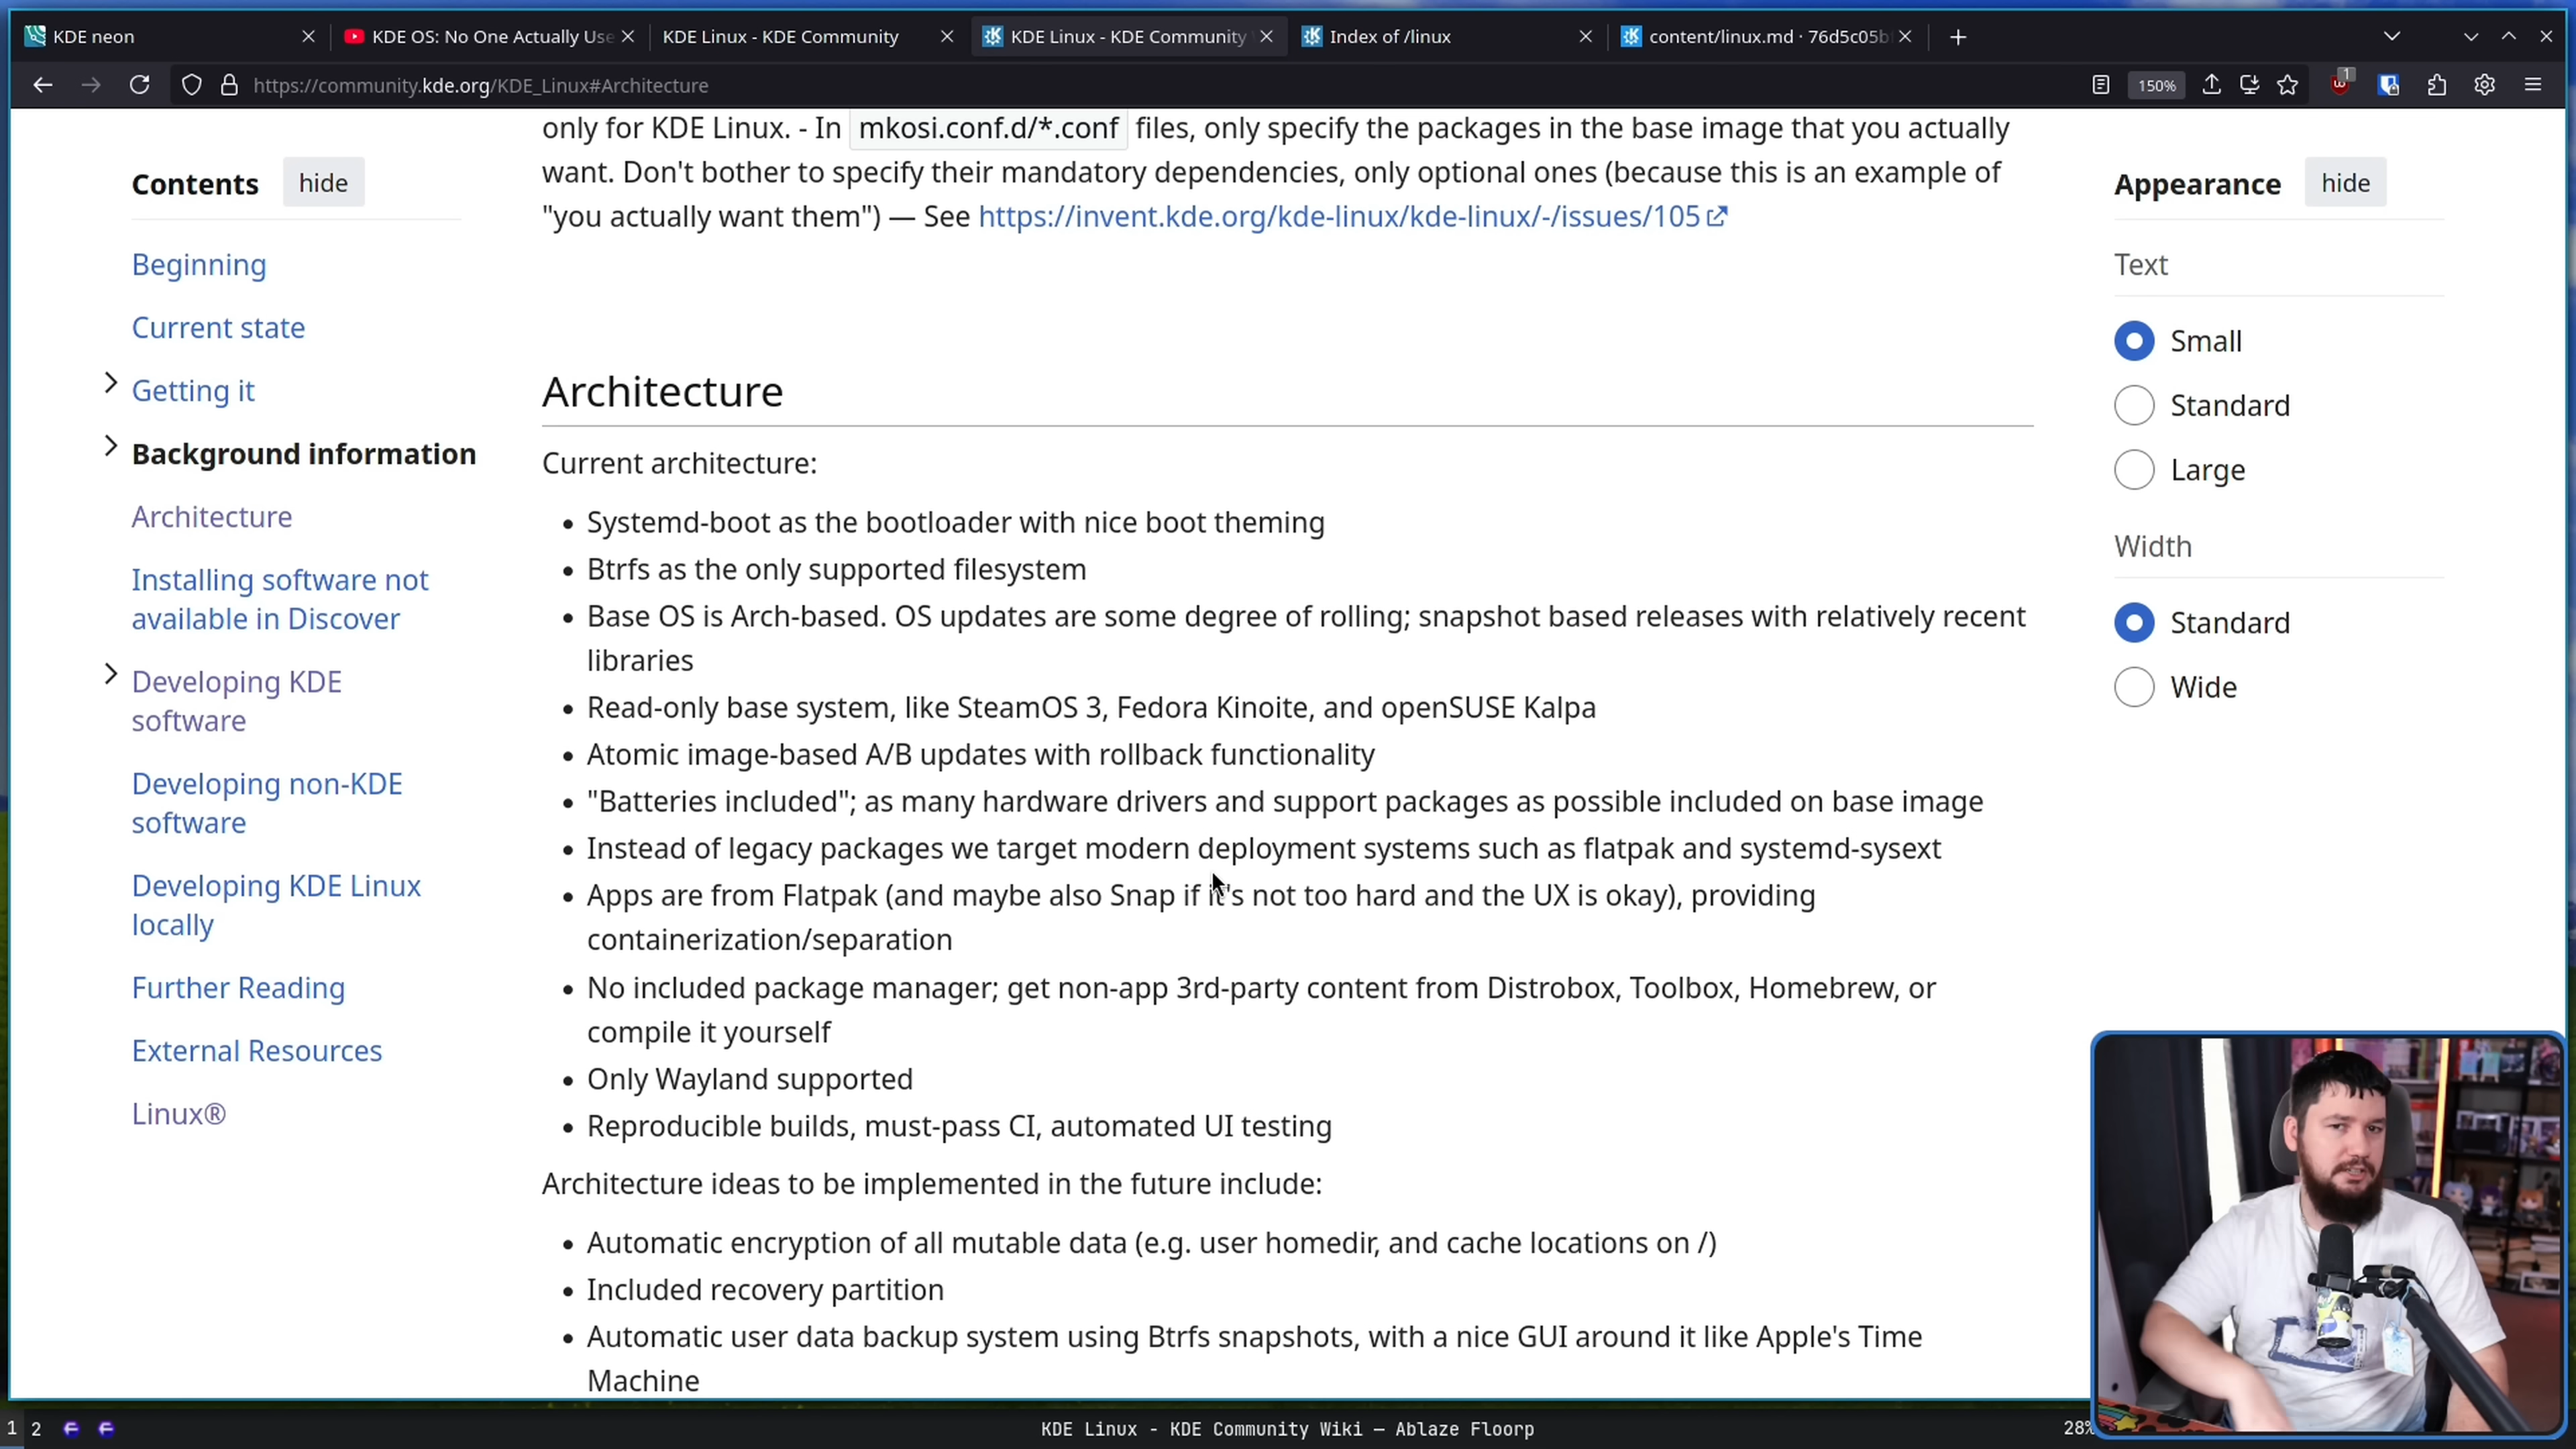 KDE neon
KDE OS: No One Actually Use
KDE Linux - KDE Community
KDE Linux - KDE Community
Index of /linux
content/linux.md · 76d5c05b
https://community.kde.org/KDE_Linux#Architecture
150%
1
Contents
hide
Beginning
Current state
Getting it
Background information
Architecture
Installing software not
available in Discover
Developing KDE
software
Developing non-KDE
software
Developing KDE Linux
locally
Further Reading
External Resources
Linux®
only for KDE Linux. - In mkosi.conf.d/*.conf files, only specify the packages in the base image that you actually
want. Don't bother to specify their mandatory dependencies, only optional ones (because this is an example of
"you actually want them") — See https://invent.kde.org/kde-linux/kde-linux/-/issues/105
Architecture
Current architecture:
• Systemd-boot as the bootloader with nice boot theming
• Btrfs as the only supported filesystem
• Base OS is Arch-based. OS updates are some degree of rolling; snapshot based releases with relatively recent
libraries
• Read-only base system, like SteamOS 3, Fedora Kinoite, and openSUSE Kalpa
• Atomic image-based A/B updates with rollback functionality
• "Batteries included"; as many hardware drivers and support packages as possible included on base image
• Instead of legacy packages we target modern deployment systems such as flatpak and systemd-sysext
• Apps are from Flatpak (and maybe also Snap if it's not too hard and the UX is okay), providing
containerization/separation
• No included package manager; get non-app 3rd-party content from Distrobox, Toolbox, Homebrew, or
compile it yourself
• Only Wayland supported
• Reproducible builds, must-pass CI, automated UI testing
Architecture ideas to be implemented in the future include:
• Automatic encryption of all mutable data (e.g. user homedir, and cache locations on /)
• Included recovery partition
• Automatic user data backup system using Btrfs snapshots, with a nice GUI around it like Apple's Time
Machine
Appearance
hide
Text
Small
Standard
Large
Width
Standard
Wide
1 2
KDE Linux - KDE Community Wiki — Ablaze Floorp
28%